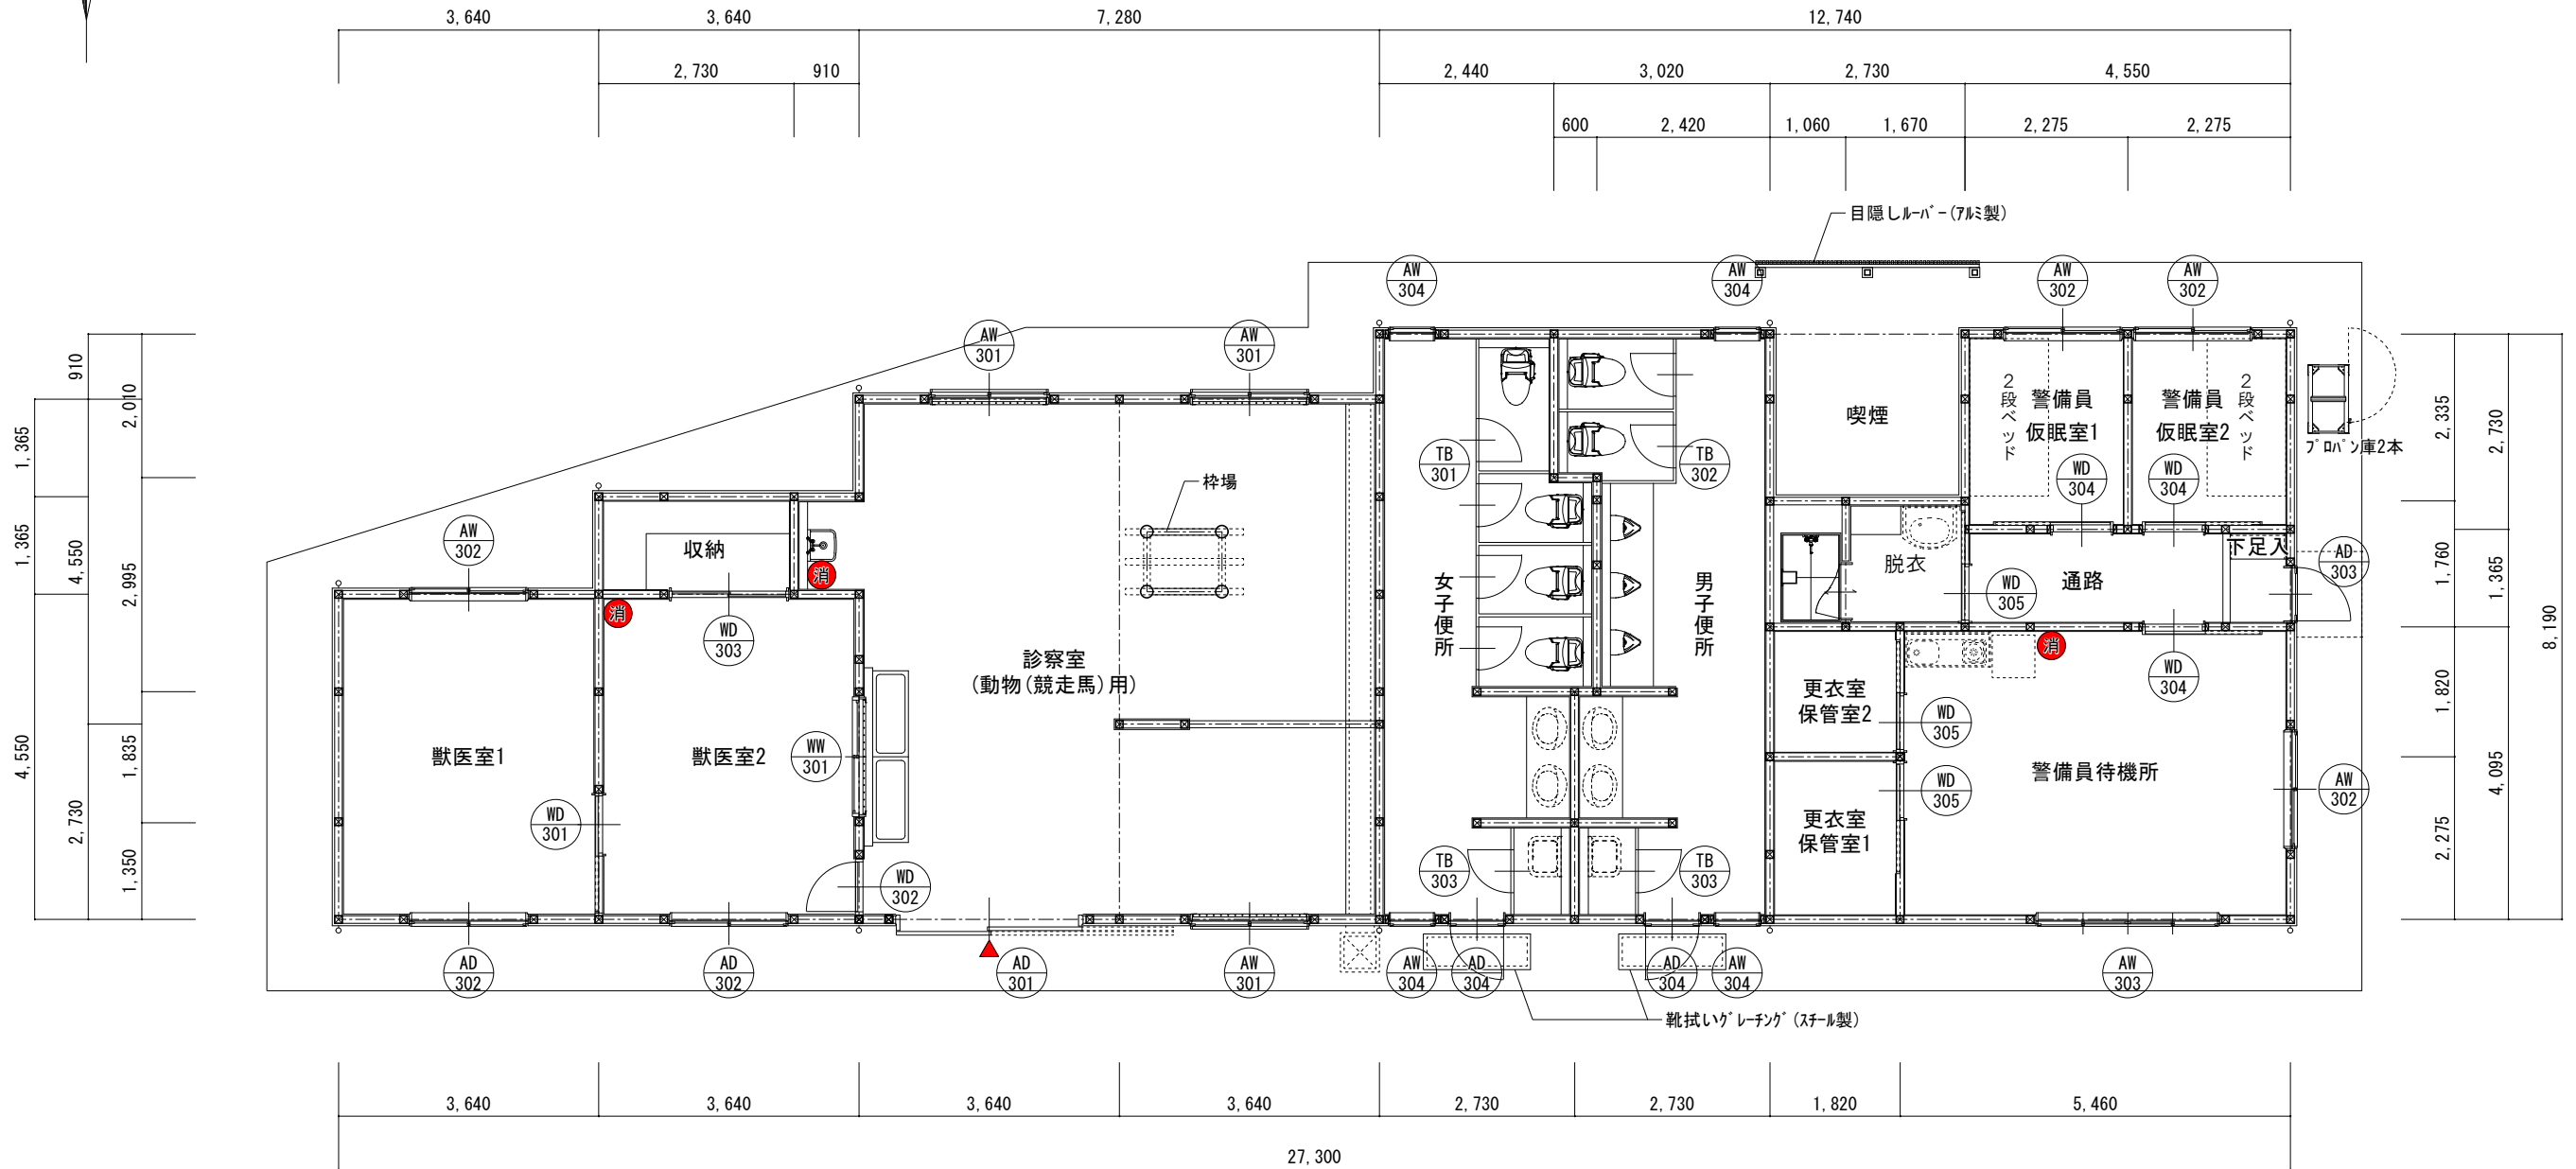 3,640
3,640
7,280
12,740
2,730
910
2,440
3,020
2,730
4,550
600
2,420
1,060
1,670
2,275
2,275
目隠しルーバー(アルミ製)
AW
304
AW
304
AW
302
AW
302
AW
301
AW
301
910
2,010
1,365
1,365
4,550
2,995
4,550
2,730
1,835
1,350
2段ベッド
警備員
仮眠室1
警備員
仮眠室2
2段ベッド
喫煙
プロパン庫2本
TB
301
TB
302
WD
304
WD
304
枠場
AW
302
収納
消
消
女子便所
男子便所
脱衣
WD
305
通路
下足入
AD
303
WD
303
診察室
(動物(競走馬)用)
消
WD
304
更衣室
保管室2
WD
305
獣医室1
獣医室2
WW
301
警備員待機所
WD
305
AW
302
WD
301
更衣室
保管室1
WD
302
TB
303
TB
303
AD
302
AD
302
AD
301
AW
301
AW
304
AD
304
AD
304
AW
304
AW
303
靴拭いグレーチング(スチール製)
2,335
2,730
1,760
1,365
1,820
4,095
2,275
8,190
3,640
3,640
3,640
3,640
2,730
2,730
1,820
5,460
27,300